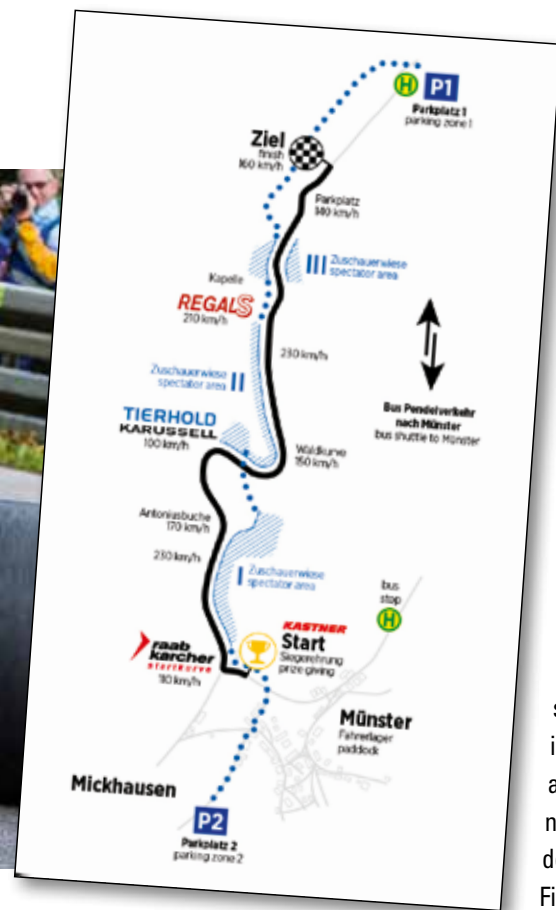 H P1
Parkplatz 1
parking zone 1
Ziel
finish
160 km/h
Parkplatz
140 km/h
III Zuschauerwiese
spectator area
Kapelle
REGALS
210 km/h
230 km/h
Zuschauerwiese II
spectator area
Bus Pendelverkehr
nach Münster
bus shuttle to Münster
TIERHOLD
KARUSSELL
100 km/h
Waldkurve
150 km/h
Antoniusbuche
170 km/h
230 km/h
I Zuschauerwiese
spectator area
bus
stop
H
KASTNER
Start
Siegerehrung
prize giving
raab
karcher
startkurve
110 km/h
Münster
Fahrerlager
paddock
Mickhausen
P2
Parkplatz 2
parking zone 2